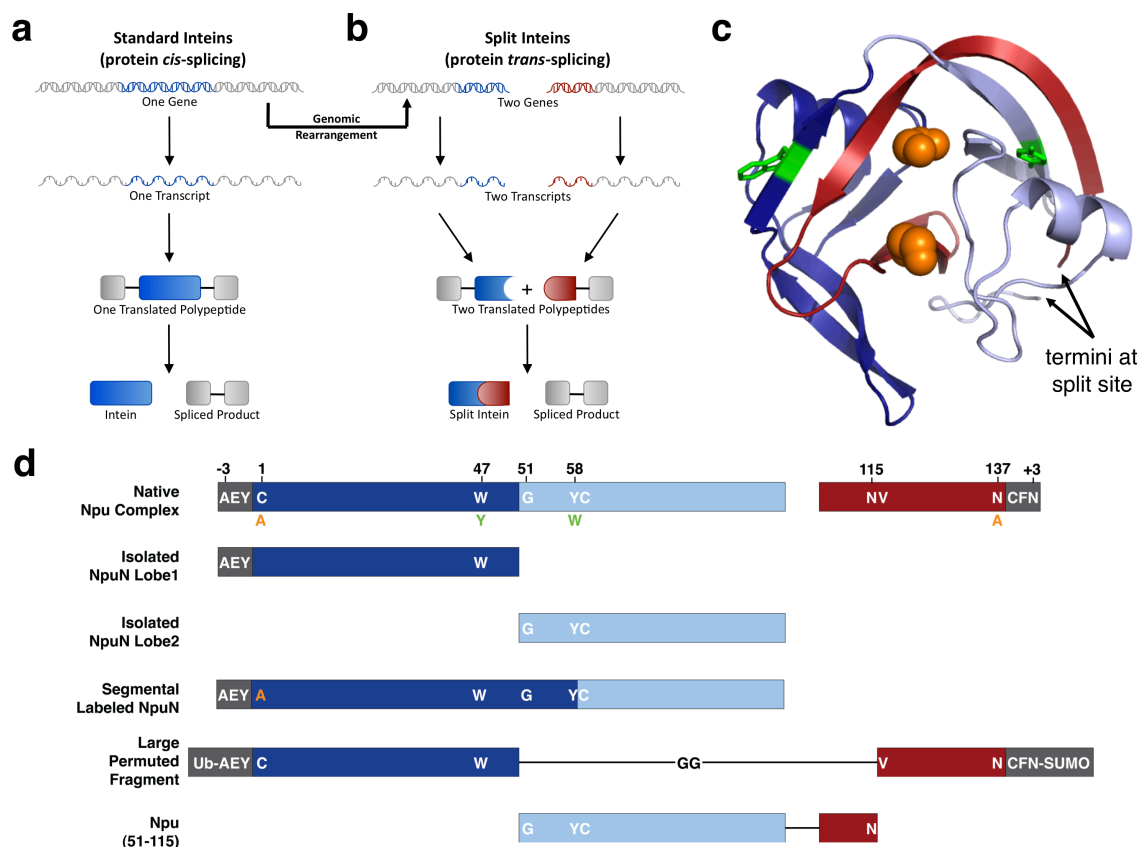 a
Standard Inteins
(protein cis-splicing)
One Gene
One Transcript
One Translated Polypeptide
Intein
Spliced Product
Genomic
Rearrangement
b
Split Inteins
(protein trans-splicing)
Two Genes
Two Transcripts
+
Two Translated Polypeptides
Split Intein
Spliced Product
c
termini at
split site
d
-3 1 47 51 58 115 137 +3
Native
Npu Complex
AEY C W G YC NV N CFN
A Y W A
Isolated
NpuN Lobe1
AEY W
Isolated
NpuN Lobe2
G YC
Segmental
Labeled NpuN
AEY A W G YC
Large
Permuted
Fragment
Ub-AEY C W GG V N CFN-SUMO
Npu
(51-115)
G YC N